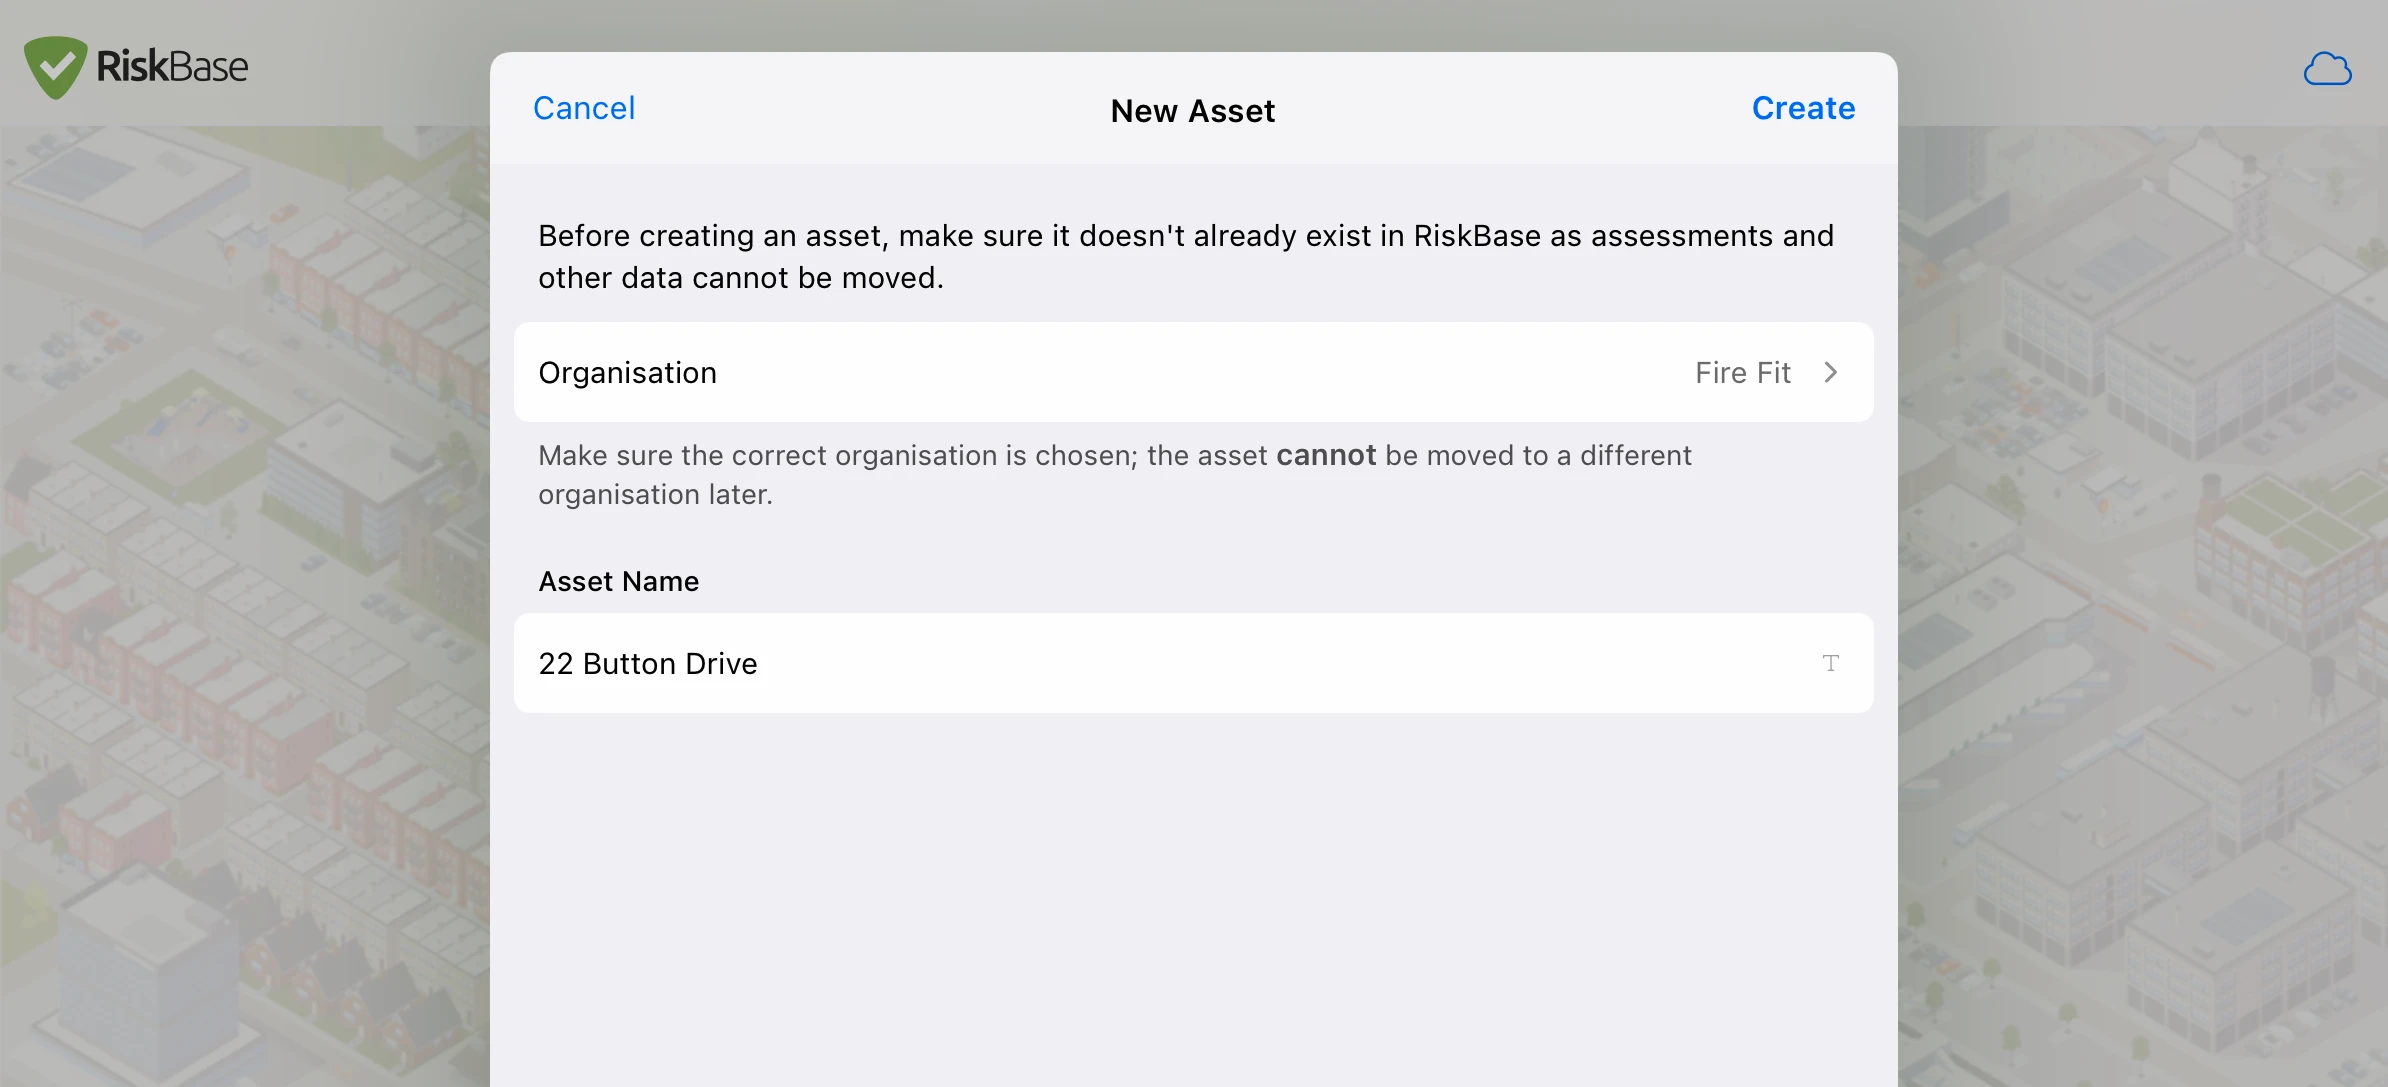 RiskBase
Cancel
New Asset
Create
Before creating an asset, make sure it doesn't already exist in RiskBase as assessments and
other data cannot be moved.
Organisation
Fire Fit
Make sure the correct organisation is chosen; the asset cannot be moved to a different
organisation later.
Asset Name
22 Button Drive
T